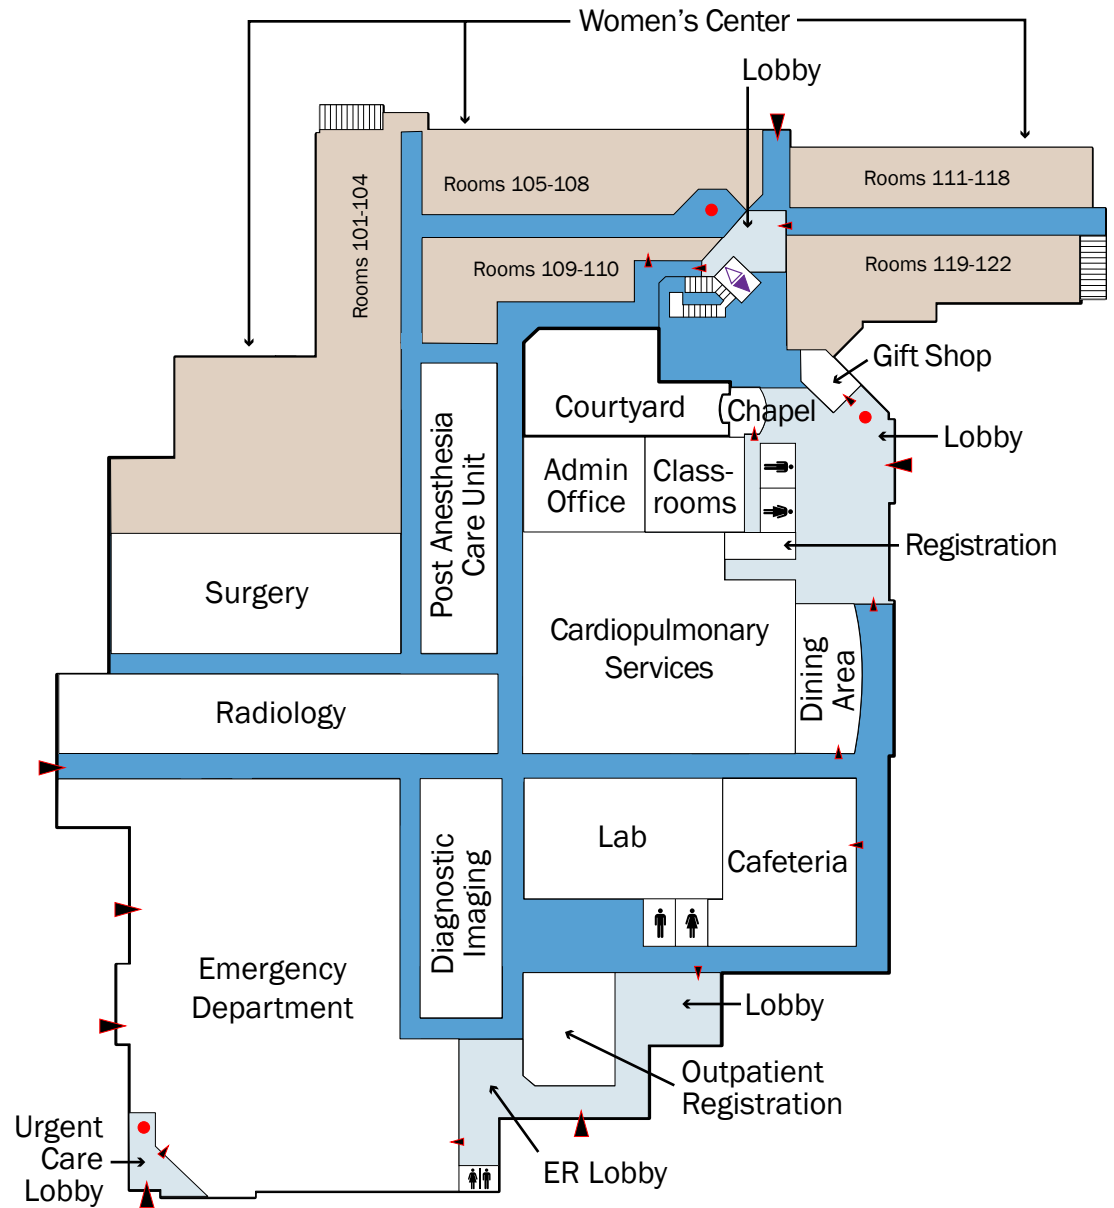 Women's Center
Lobby
Rooms 101-104
Rooms 105-108
Rooms 111-118
Rooms 109-110
Rooms 119-122
Gift Shop
Courtyard
Chapel
Lobby
Post Anesthesia
Care Unit
Admin
Office
Class-
rooms
Registration
Surgery
Cardiopulmonary
Services
Dining
Area
Radiology
Diagnostic
Imaging
Lab
Cafeteria
Emergency
Department
Lobby
Outpatient
Registration
Urgent
Care
Lobby
ER Lobby